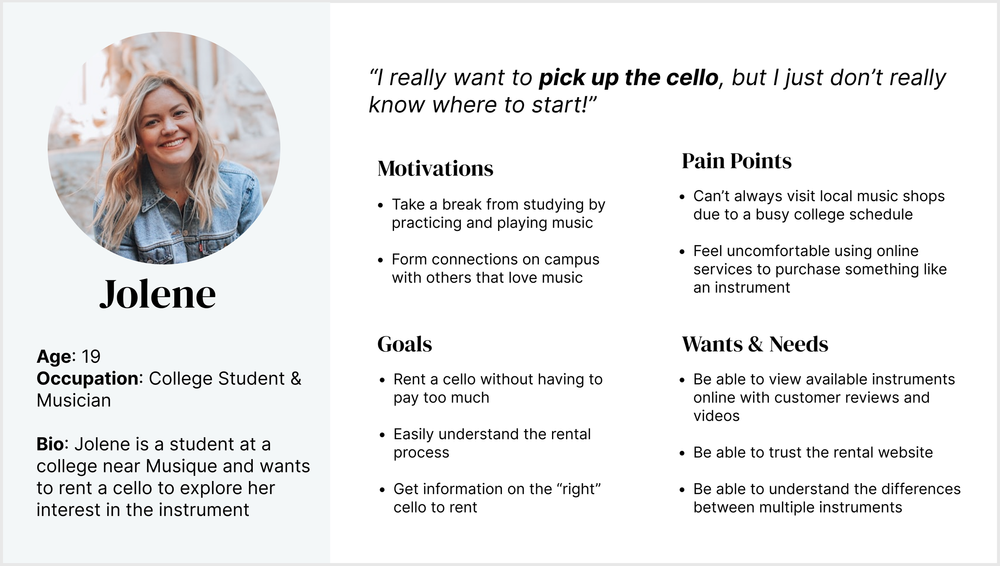 Jolene
Age: 19
Occupation: College Student &
Musician
Bio: Jolene is a student at a
college near Musique and wants
to rent a cello to explore her
interest in the instrument
“I really want to pick up the cello, but I just don’t really
know where to start!”
Motivations
• Take a break from studying by
practicing and playing music
• Form connections on campus
with others that love music
Pain Points
• Can’t always visit local music shops
due to a busy college schedule
• Feel uncomfortable using online
services to purchase something like
an instrument
Goals
• Rent a cello without having to
pay too much
• Easily understand the rental
process
• Get information on the “right”
cello to rent
Wants & Needs
• Be able to view available instruments
online with customer reviews and
videos
• Be able to trust the rental website
• Be able to understand the differences
between multiple instruments